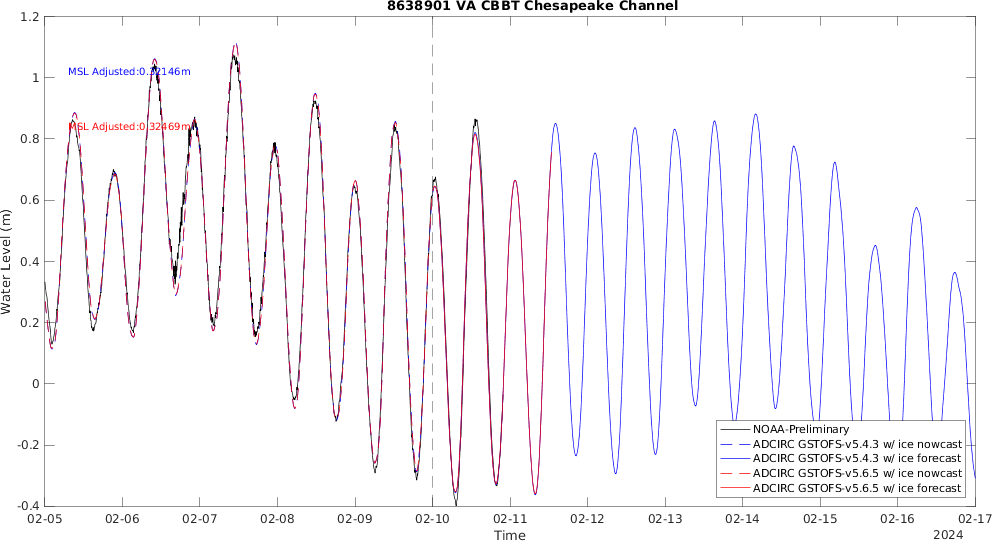 8638901 VA CBBT Chesapeake Channel
1.2
1
0.8
0.6
0.4
0.2
0
-0.2
-0.4
Water Level (m)
MSL Adjusted:0.32146m
MSL Adjusted:0.32469m
NOAA-Preliminary
ADCIRC GSTOFS-v5.4.3 w/ ice nowcast
ADCIRC GSTOFS-v5.4.3 w/ ice forecast
ADCIRC GSTOFS-v5.6.5 w/ ice nowcast
ADCIRC GSTOFS-v5.6.5 w/ ice forecast
02-05 02-06 02-07 02-08 02-09 02-10 02-11 02-12 02-13 02-14 02-15 02-16 02-17
Time
2024